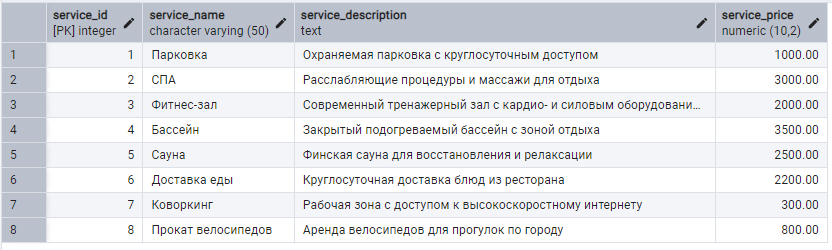 service_id service_name service_description service_price
[PK] integer character varying (50) text numeric (10,2)
1 1 Парковка Охраняемая парковка с круглосуточным доступом 1000.00
2 2 СПА Расслабляющие процедуры и массажи для отдыха 3000.00
3 3 Фитнес-зал Современный тренажерный зал с кардио- и силовым оборудовани... 2000.00
4 4 Бассейн Закрытый подогреваемый бассейн с зоной отдыха 3500.00
5 5 Сауна Финская сауна для восстановления и релаксации 2500.00
6 6 Доставка еды Круглосуточная доставка блюд из ресторана 2200.00
7 7 Коворкинг Рабочая зона с доступом к высокоскоростному интернету 300.00
8 8 Прокат велосипедов Аренда велосипедов для прогулок по городу 800.00